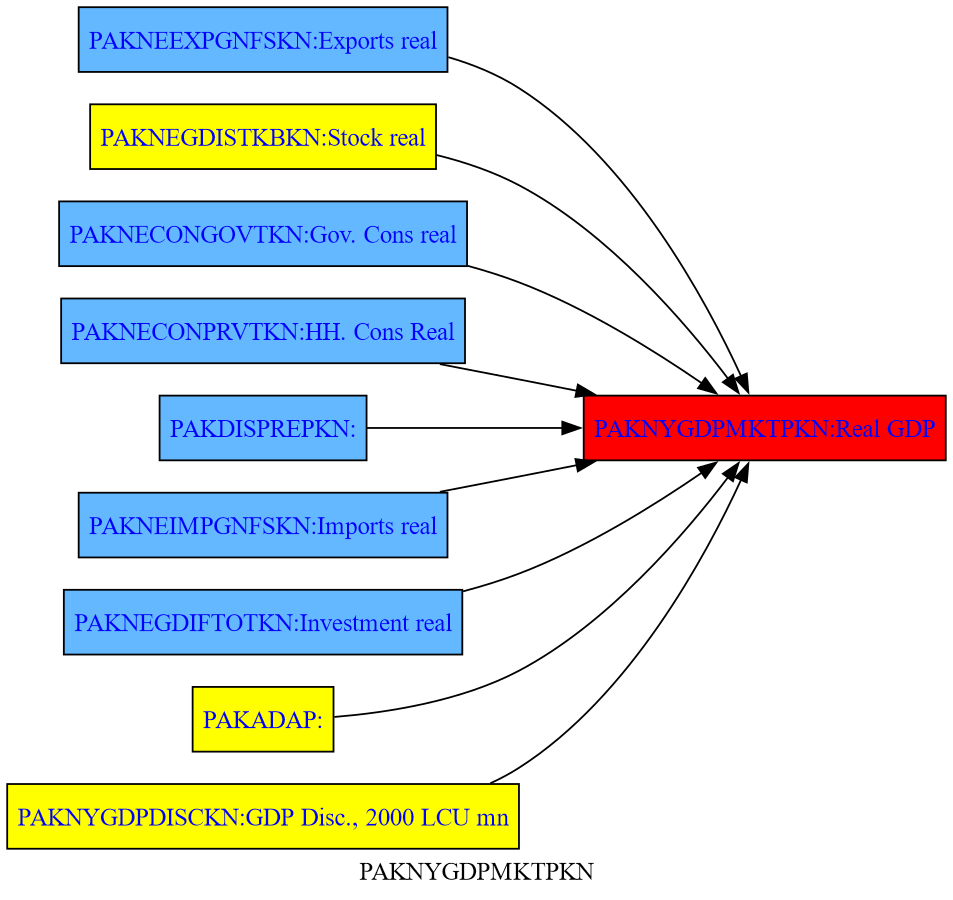 PAKNEEXPGNFSKN:Exports real
PAKNEGDISTKBKN:Stock real
PAKNECONGOVTKN:Gov. Cons real
PAKNECONPRVTKN:HH. Cons Real
PAKDISPREPKN:
PAKNYGDPMKTPKN:Real GDP
PAKNEIMPGNFSKN:Imports real
PAKNEGDIFTOTKN:Investment real
PAKADAP:
PAKNYGDPDISCKN:GDP Disc., 2000 LCU mn
PAKNYGDPMKTPKN